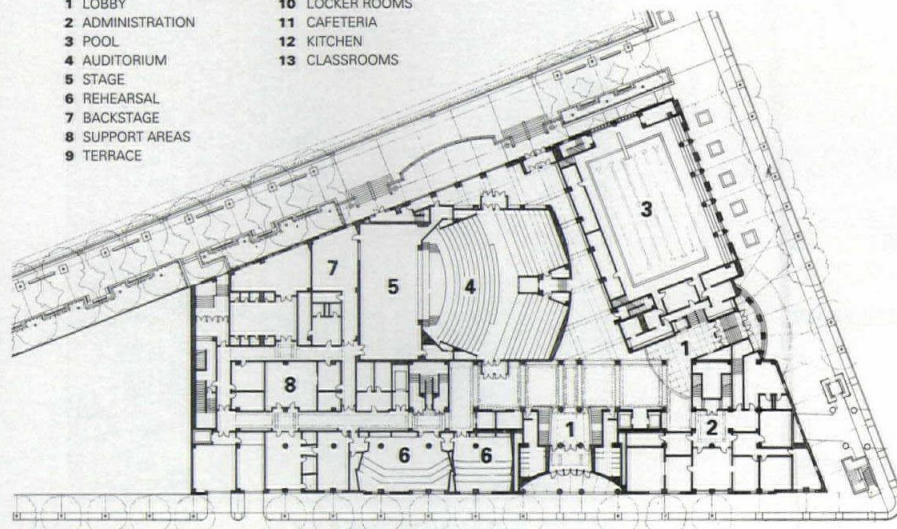 1 LOBBY
2 ADMINISTRATION
3 POOL
4 AUDITORIUM
5 STAGE
6 REHEARSAL
7 BACKSTAGE
8 SUPPORT AREAS
9 TERRACE
10 LOCKER ROOMS
11 CAFETERIA
12 KITCHEN
13 CLASSROOMS
3
7
5
4
1
8
1
2
6
6